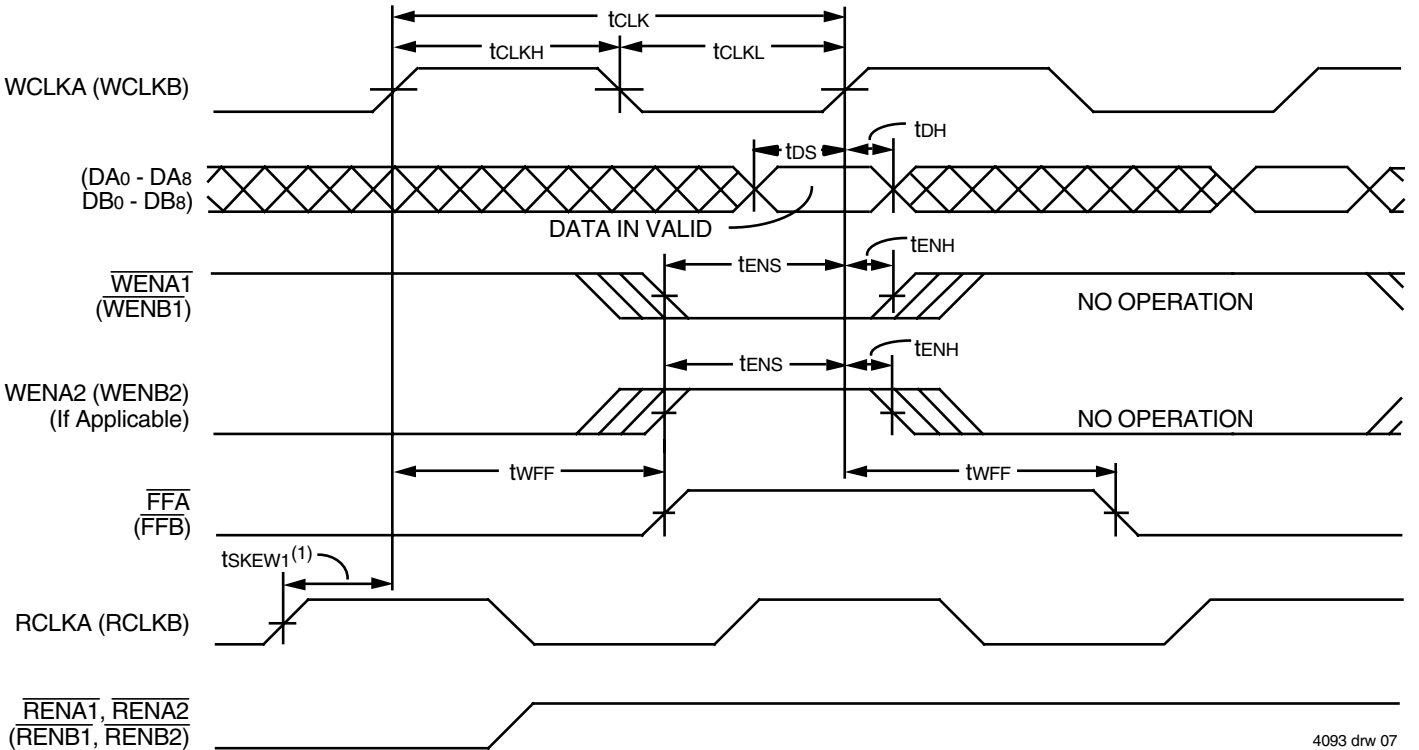 tCLK
tCLKH
tCLKL
WCLKA (WCLKB)
tDH
tDS
(DA0 - DA8
DB0 - DB8)
DATA IN VALID
tENH
tENS
WENA1
(WENB1)
NO OPERATION
tENH
tENS
WENA2 (WENB2)
(If Applicable)
NO OPERATION
tWFF
tWFF
FFA
(FFB)
tSKEW1(1)
RCLKA (RCLKB)
RENA1, RENA2
(RENB1, RENB2)
4093 drw 07